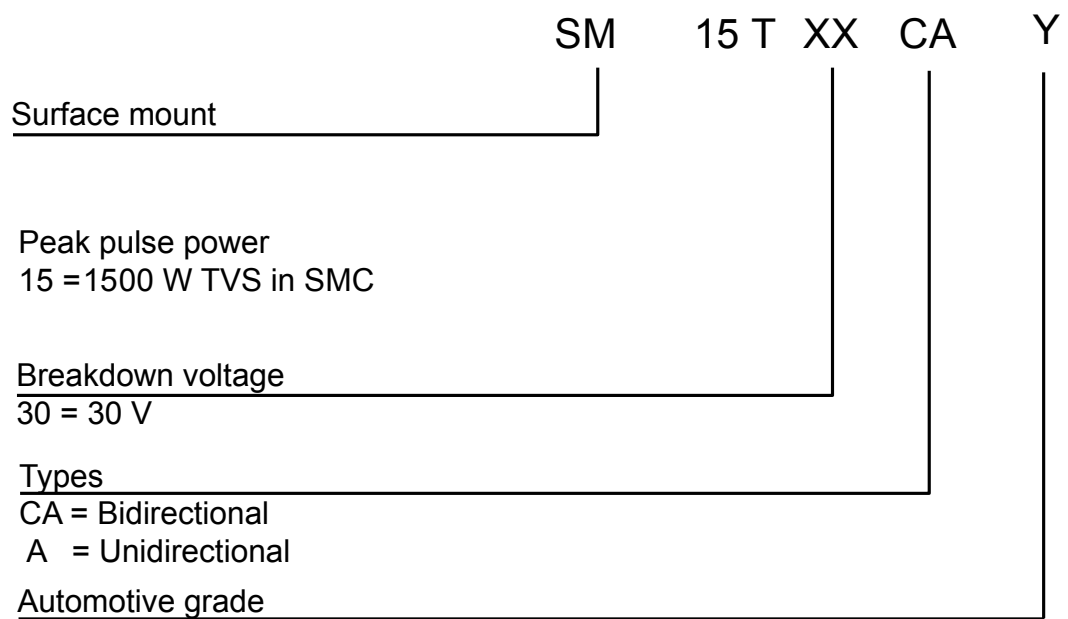 SM 15 T XX CA Y
Surface mount
Peak pulse power
15 =1500 W TVS in SMC
Breakdown voltage
30 = 30 V
Types
CA = Bidirectional
A = Unidirectional
Automotive grade